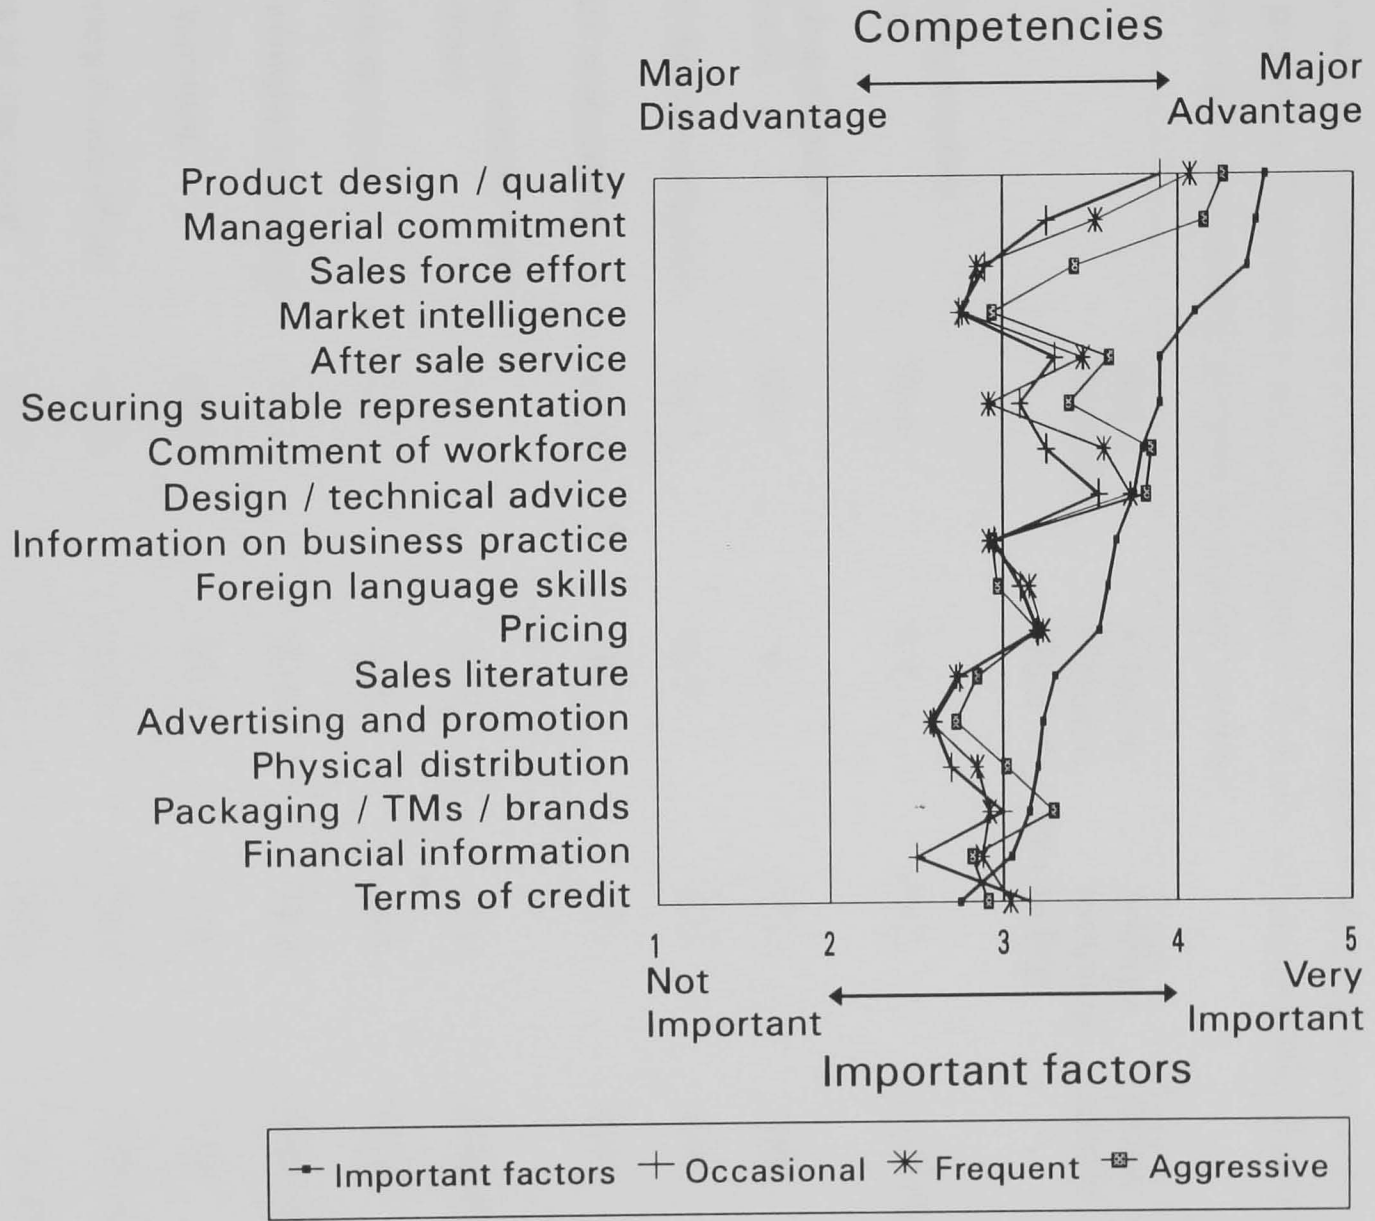 Competencies
Major Major
Disadvantage Advantage
Product design / quality
Managerial commitment
Sales force effort
Market intelligence
After sale service
Securing suitable representation
Commitment of workforce
Design / technical advice
Information on business practice
Foreign language skills
Pricing
Sales literature
Advertising and promotion
Physical distribution
Packaging / TMs / brands
Financial information
Terms of credit
1 2 3 4 5
Not Very
Important Important
Important factors
Important factors Occasional Frequent Aggressive